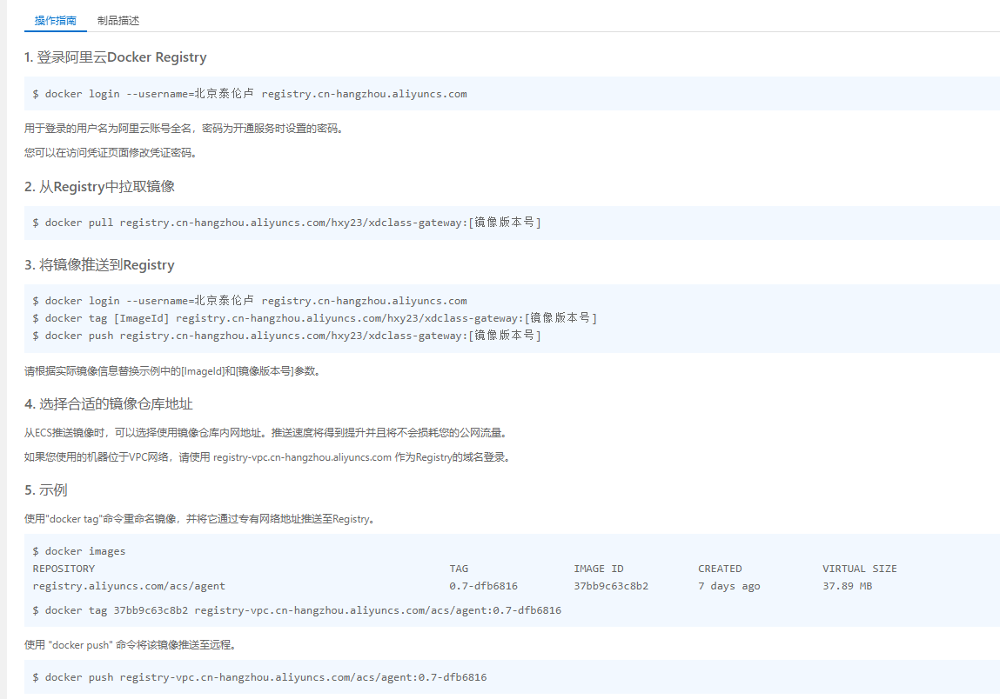 操作指南 制品描述
1. 登录阿里云Docker Registry
$ docker login --username=北京泰伦卢 registry.cn-hangzhou.aliyuncs.com
用于登录的用户名为阿里云账号全名，密码为开通服务时设置的密码。
您可以在访问凭证页面修改凭证密码。
2. 从Registry中拉取镜像
$ docker pull registry.cn-hangzhou.aliyuncs.com/hxy23/xdclass-gateway:[镜像版本号]
3. 将镜像推送到Registry
$ docker login --username=北京泰伦卢 registry.cn-hangzhou.aliyuncs.com
$ docker tag [ImageId] registry.cn-hangzhou.aliyuncs.com/hxy23/xdclass-gateway:[镜像版本号]
$ docker push registry.cn-hangzhou.aliyuncs.com/hxy23/xdclass-gateway:[镜像版本号]
请根据实际镜像信息替换示例中的[ImageId]和[镜像版本号]参数。
4. 选择合适的镜像仓库地址
从ECS推送镜像时，可以选择使用镜像仓库内网地址。推送速度将得到提升并且将不会损耗您的公网流量。
如果您使用的机器位于VPC网络，请使用 registry-vpc.cn-hangzhou.aliyuncs.com 作为Registry的域名登录。
5. 示例
使用"docker tag"命令重命名镜像，并将它通过专有网络地址推送至Registry。
$ docker images
REPOSITORY TAG IMAGE ID CREATED VIRTUAL SIZE
registry.aliyuncs.com/acs/agent 0.7-dfb6816 37bb9c63c8b2 7 days ago 37.89 MB
$ docker tag 37bb9c63c8b2 registry-vpc.cn-hangzhou.aliyuncs.com/acs/agent:0.7-dfb6816
使用 "docker push" 命令将该镜像推送至远程。
$ docker push registry-vpc.cn-hangzhou.aliyuncs.com/acs/agent:0.7-dfb6816